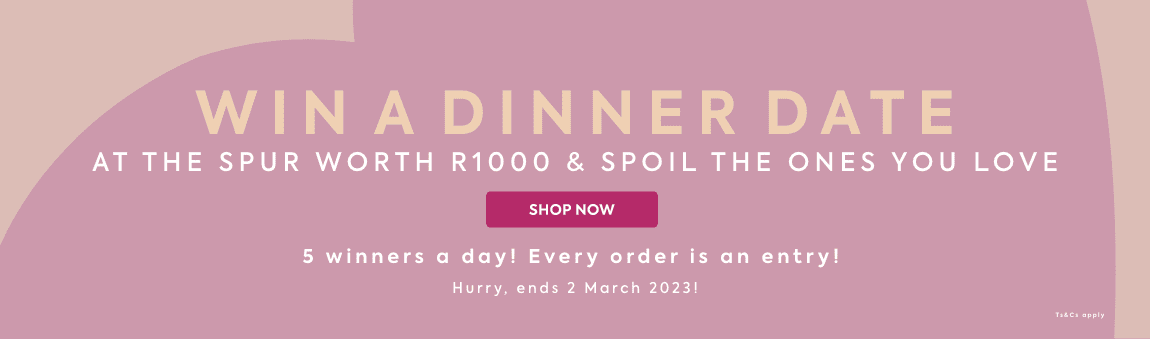 WIN A DINNER DATE
AT THE SPUR WORTH R1000 & SPOIL THE ONES YOU LOVE
SHOP NOW
5 winners a day! Every order is an entry!
Hurry, ends 2 March 2023!
Ts&Cs apply